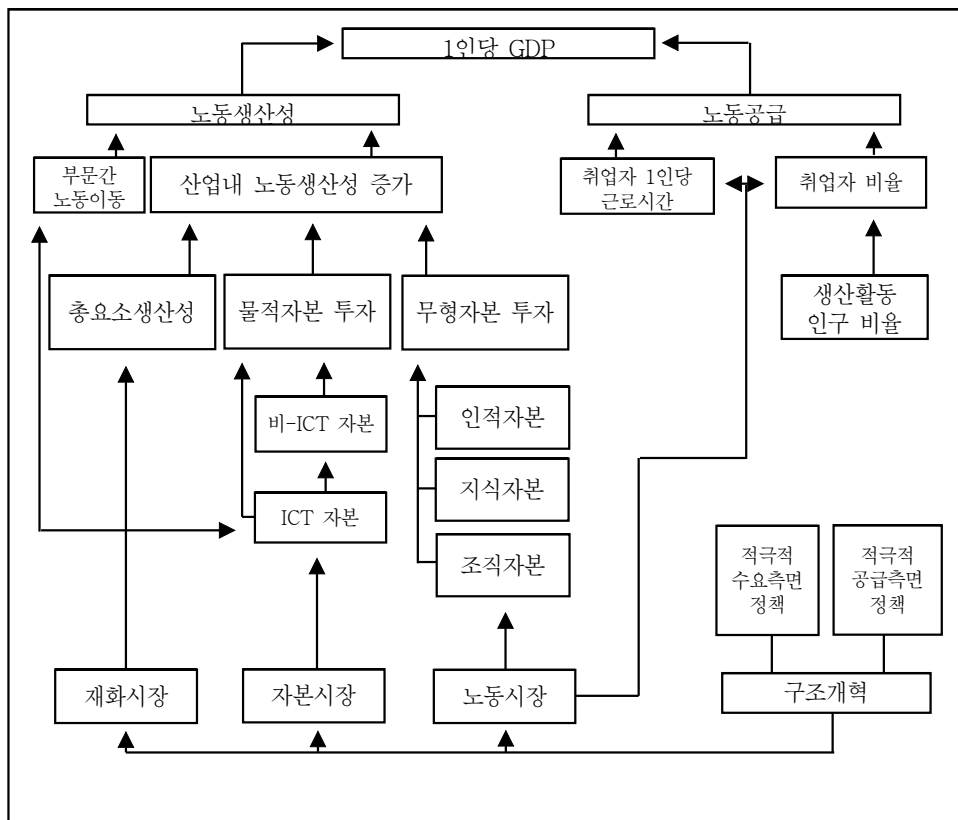 1인당 GDP
노동생산성
노동공급
부문간
노동이동
산업내 노동생산성 증가
취업자 1인당
근로시간
취업자 비율
총요소생산성
물적자본 투자
무형자본 투자
생산활동
인구 비율
비-ICT 자본
인적자본
지식자본
ICT 자본
조직자본
적극적
수요측면
정책
적극적
공급측면
정책
재화시장
자본시장
노동시장
구조개혁